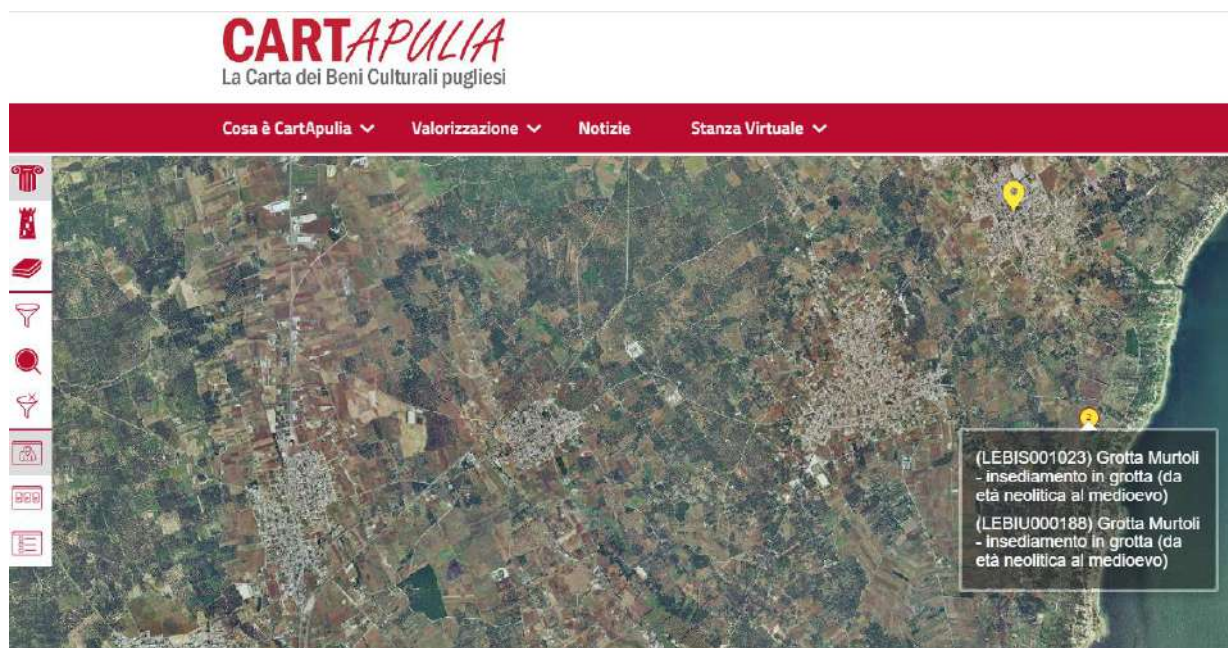 CARTAPULIA
La Carta dei Beni Culturali pugliesi
Cosa è CartApulia Valorizzazione Notizie Stanza Virtuale
2
(LEBIS001023) Grotta Murtoli
- insediamento in grotta (da
età neolitica al medioevo)
(LEBIU000188) Grotta Murtoli
- insediamento in grotta (da
età neolitica al medioevo)